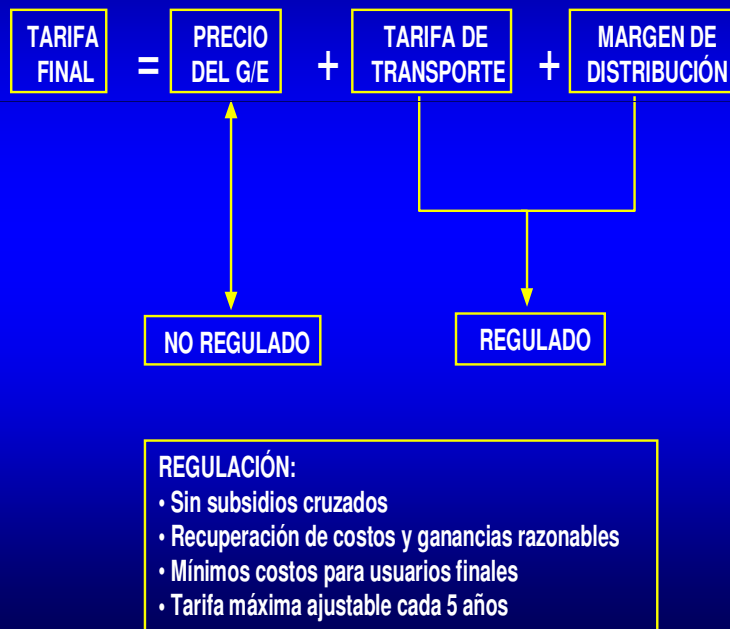 TARIFA
FINAL
=
PRECIO
DEL G/E
+
TARIFA DE
TRANSPORTE
+
MARGEN DE
DISTRIBUCIÓN
NO REGULADO
REGULADO
REGULACIÓN:
• Sin subsidios cruzados
• Recuperación de costos y ganancias razonables
• Mínimos costos para usuarios finales
• Tarifa máxima ajustable cada 5 años